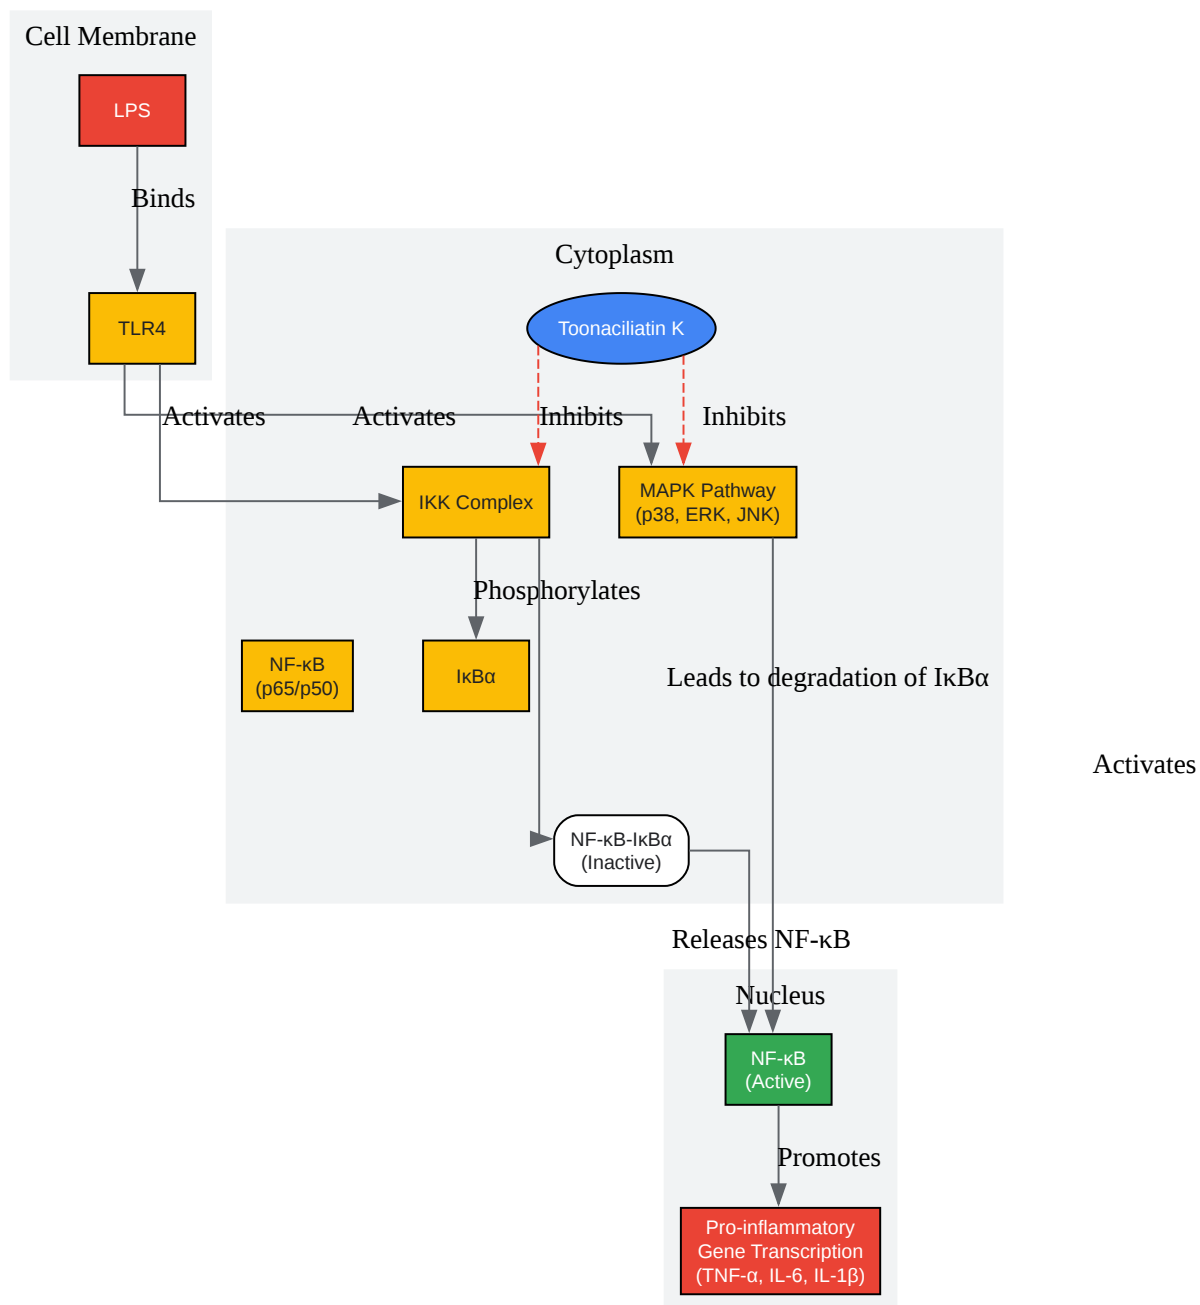 Cell Membrane
LPS
Binds
Cytoplasm
TLR4
Toonaciliatin K
Activates
Activates
Inhibits
Inhibits
IKK Complex
MAPK Pathway
(p38, ERK, JNK)
Phosphorylates
NF-κB
(p65/p50)
IκBα
Leads to degradation of IκBα
Activates
NF-κB-IκBα
(Inactive)
Releases NF-κB
Nucleus
NF-κB
(Active)
Promotes
Pro-inflammatory
Gene Transcription
(TNF-α, IL-6, IL-1β)